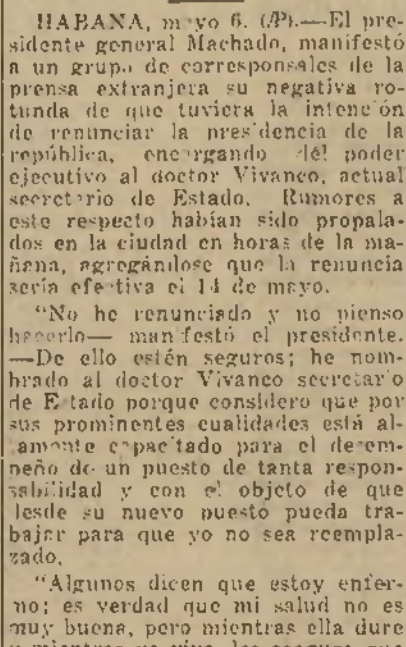 HABANA, mayo 6. (AP).—El pre-
sidente general Machado, manifestó
a un grupo de corresponsales de la
prensa extranjera su negativa ro-
tunda de que tuviera la intención
de renunciar la presidencia de la
república, encargando del poder
ejecutivo al doctor Vivanco, actual
secretario de Estado. Rumores a
este respecto habían sido propala-
dos en la ciudad en horas de la ma-
ñana, agregándose que la renuncia
sería efectiva el 14 de mayo.
"No he renunciado y no pienso
hacerlo— manifestó el presidente.
—De ello estén seguros; he nom-
brado al doctor Vivanco secretario
de Estado porque considero que por
sus prominentes cualidades está al-
tamente capacitado para el desem-
peño de un puesto de tanta respon-
sabilidad y con el objeto de que
desde su nuevo puesto pueda tra-
bajar para que yo no sea reempla-
zado.
"Algunos dicen que estoy enfer-
mo; es verdad que mi salud no es
muy buena, pero mientras ella dure